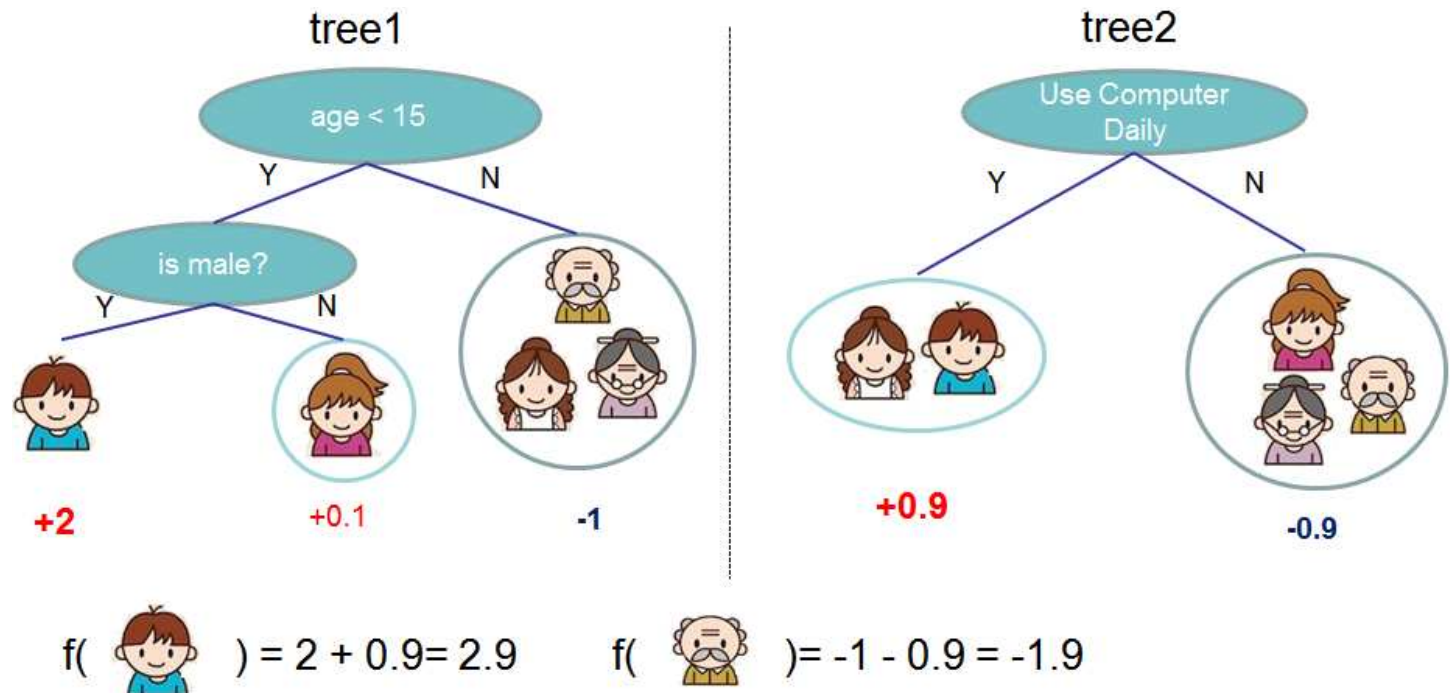 tree1
age < 15
Y
N
is male?
Y
N
+2
+0.1
-1
tree2
Use Computer
Daily
Y
N
+0.9
-0.9
f( ) = 2 + 0.9= 2.9
f( )= -1 - 0.9 = -1.9